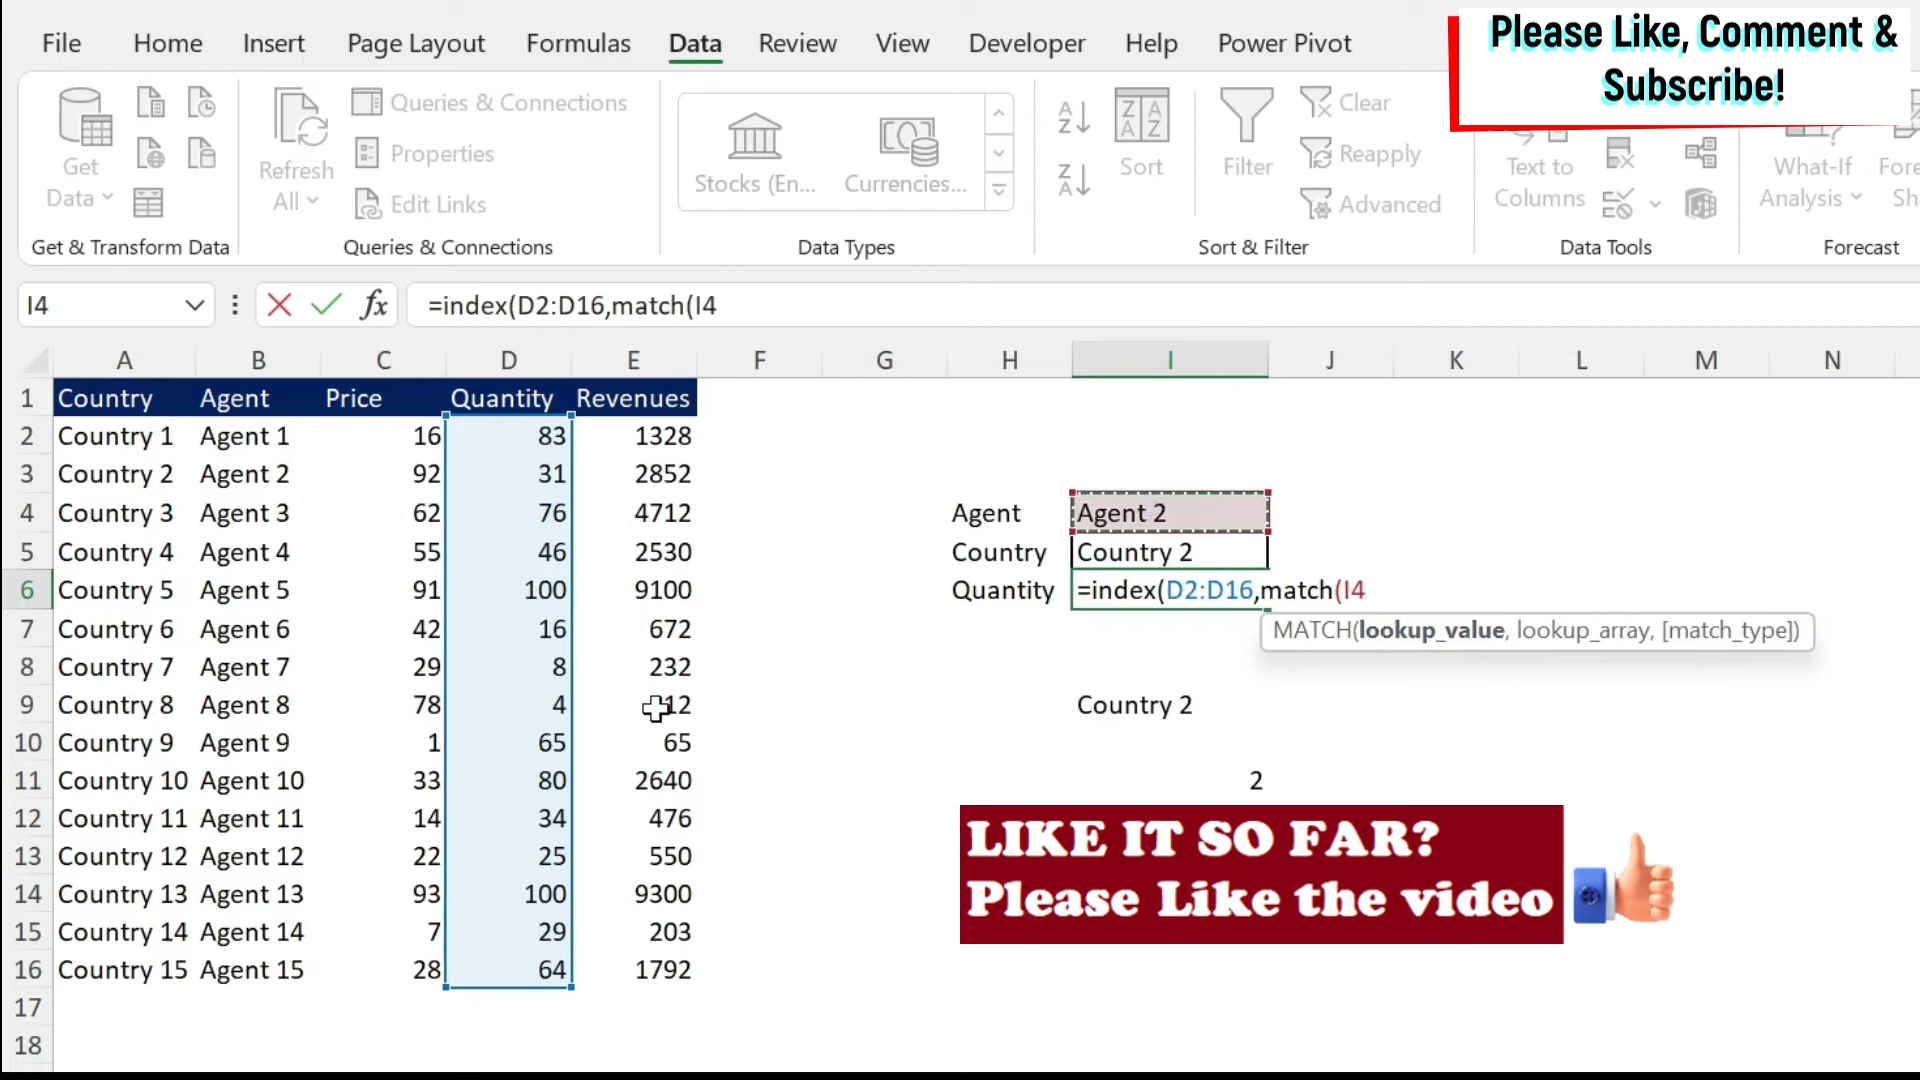 File Home Insert Page Layout Formulas Data Review View Developer Help Power Pivot
Please Like, Comment &
Subscribe!
Get
Data
Refresh
All
Queries & Connections
Properties
Edit Links
Stocks (En...
Currencies...
A
Z
Z
A
Z A
A Z
Sort
Filter
Clear
Reapply
Advanced
Text to
Columns
What-If
Analysis
Get & Transform Data
Queries & Connections
Data Types
Sort & Filter
Data Tools
Forecast
I4
fx
=index(D2:D16,match(I4
A B C D E F G H I J K L M N
1 Country Agent Price Quantity Revenues
2 Country 1 Agent 1 16 83 1328
3 Country 2 Agent 2 92 31 2852
4 Country 3 Agent 3 62 76 4712 Agent Agent 2
5 Country 4 Agent 4 55 46 2530 Country Country 2
6 Country 5 Agent 5 91 100 9100 Quantity =index(D2:D16,match(I4
7 Country 6 Agent 6 42 16 672
MATCH(lookup_value, lookup_array, [match_type])
8 Country 7 Agent 7 29 8 232
9 Country 8 Agent 8 78 4 Country 2
10 Country 9 Agent 9 1 65 65
11 Country 10 Agent 10 33 80 2640 2
12 Country 11 Agent 11 14 34 476
13 Country 12 Agent 12 22 25 550
14 Country 13 Agent 13 93 100 9300
15 Country 14 Agent 14 7 29 203
16 Country 15 Agent 15 28 64 1792
17
18
LIKE IT SO FAR?
Please Like the video